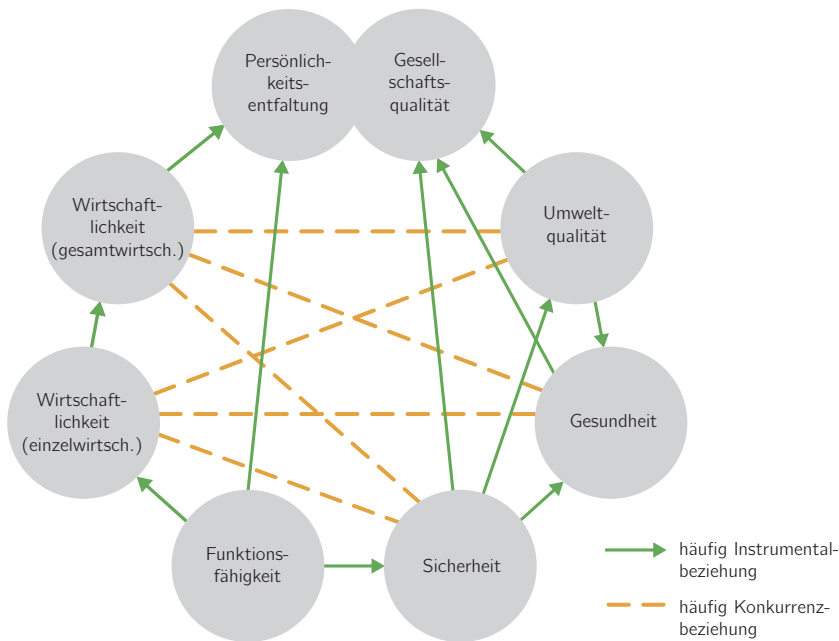 Persönlich-
keits-
entfaltung
Gesell-
schafts-
qualität
Wirtschaft-
lichkeit
(gesamtwirtsch.)
Umwelt-
qualität
Wirtschaft-
lichkeit
(einzelwirtsch.)
Gesundheit
Funktions-
fähigkeit
Sicherheit
häufig Instrumental-
beziehung
häufig Konkurrenz-
beziehung